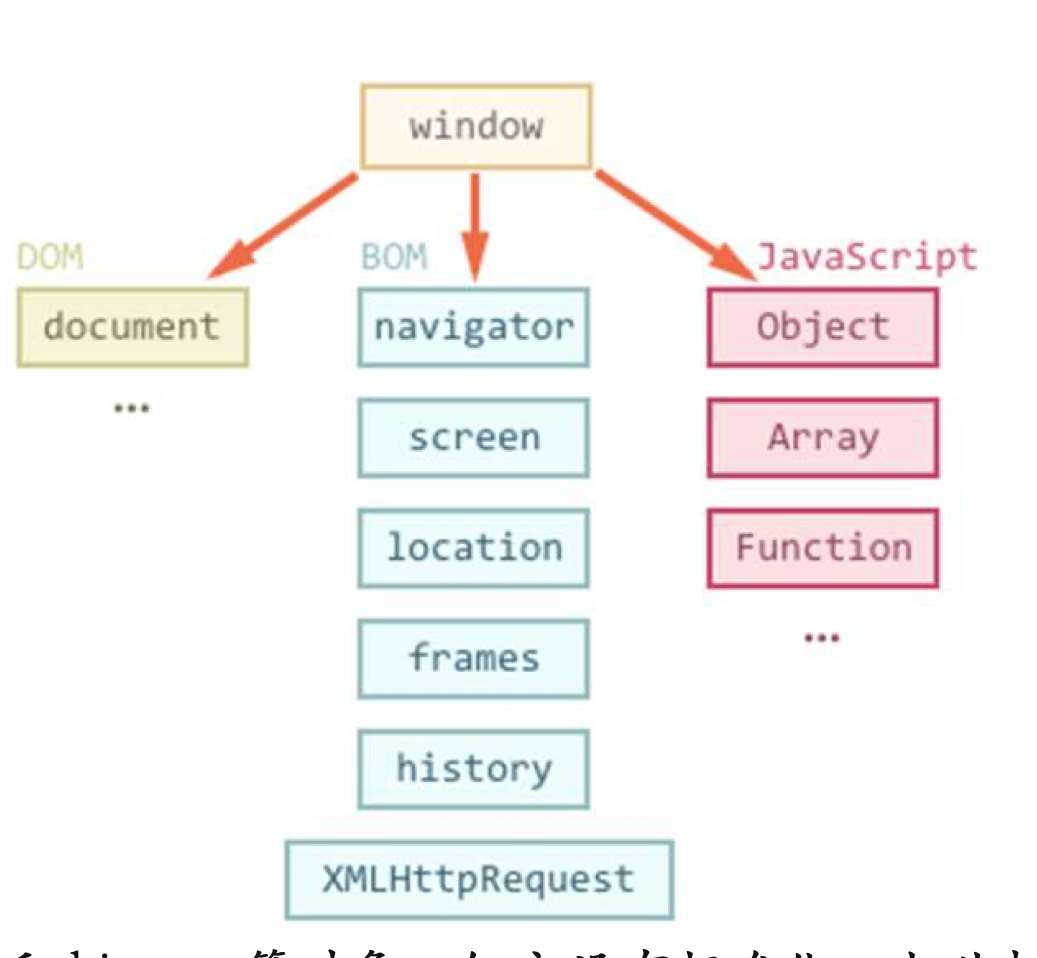 window
DOM
BOM
JavaScript
document
navigator
Object
...
screen
Array
location
Function
frames
...
history
XMLHttpRequest